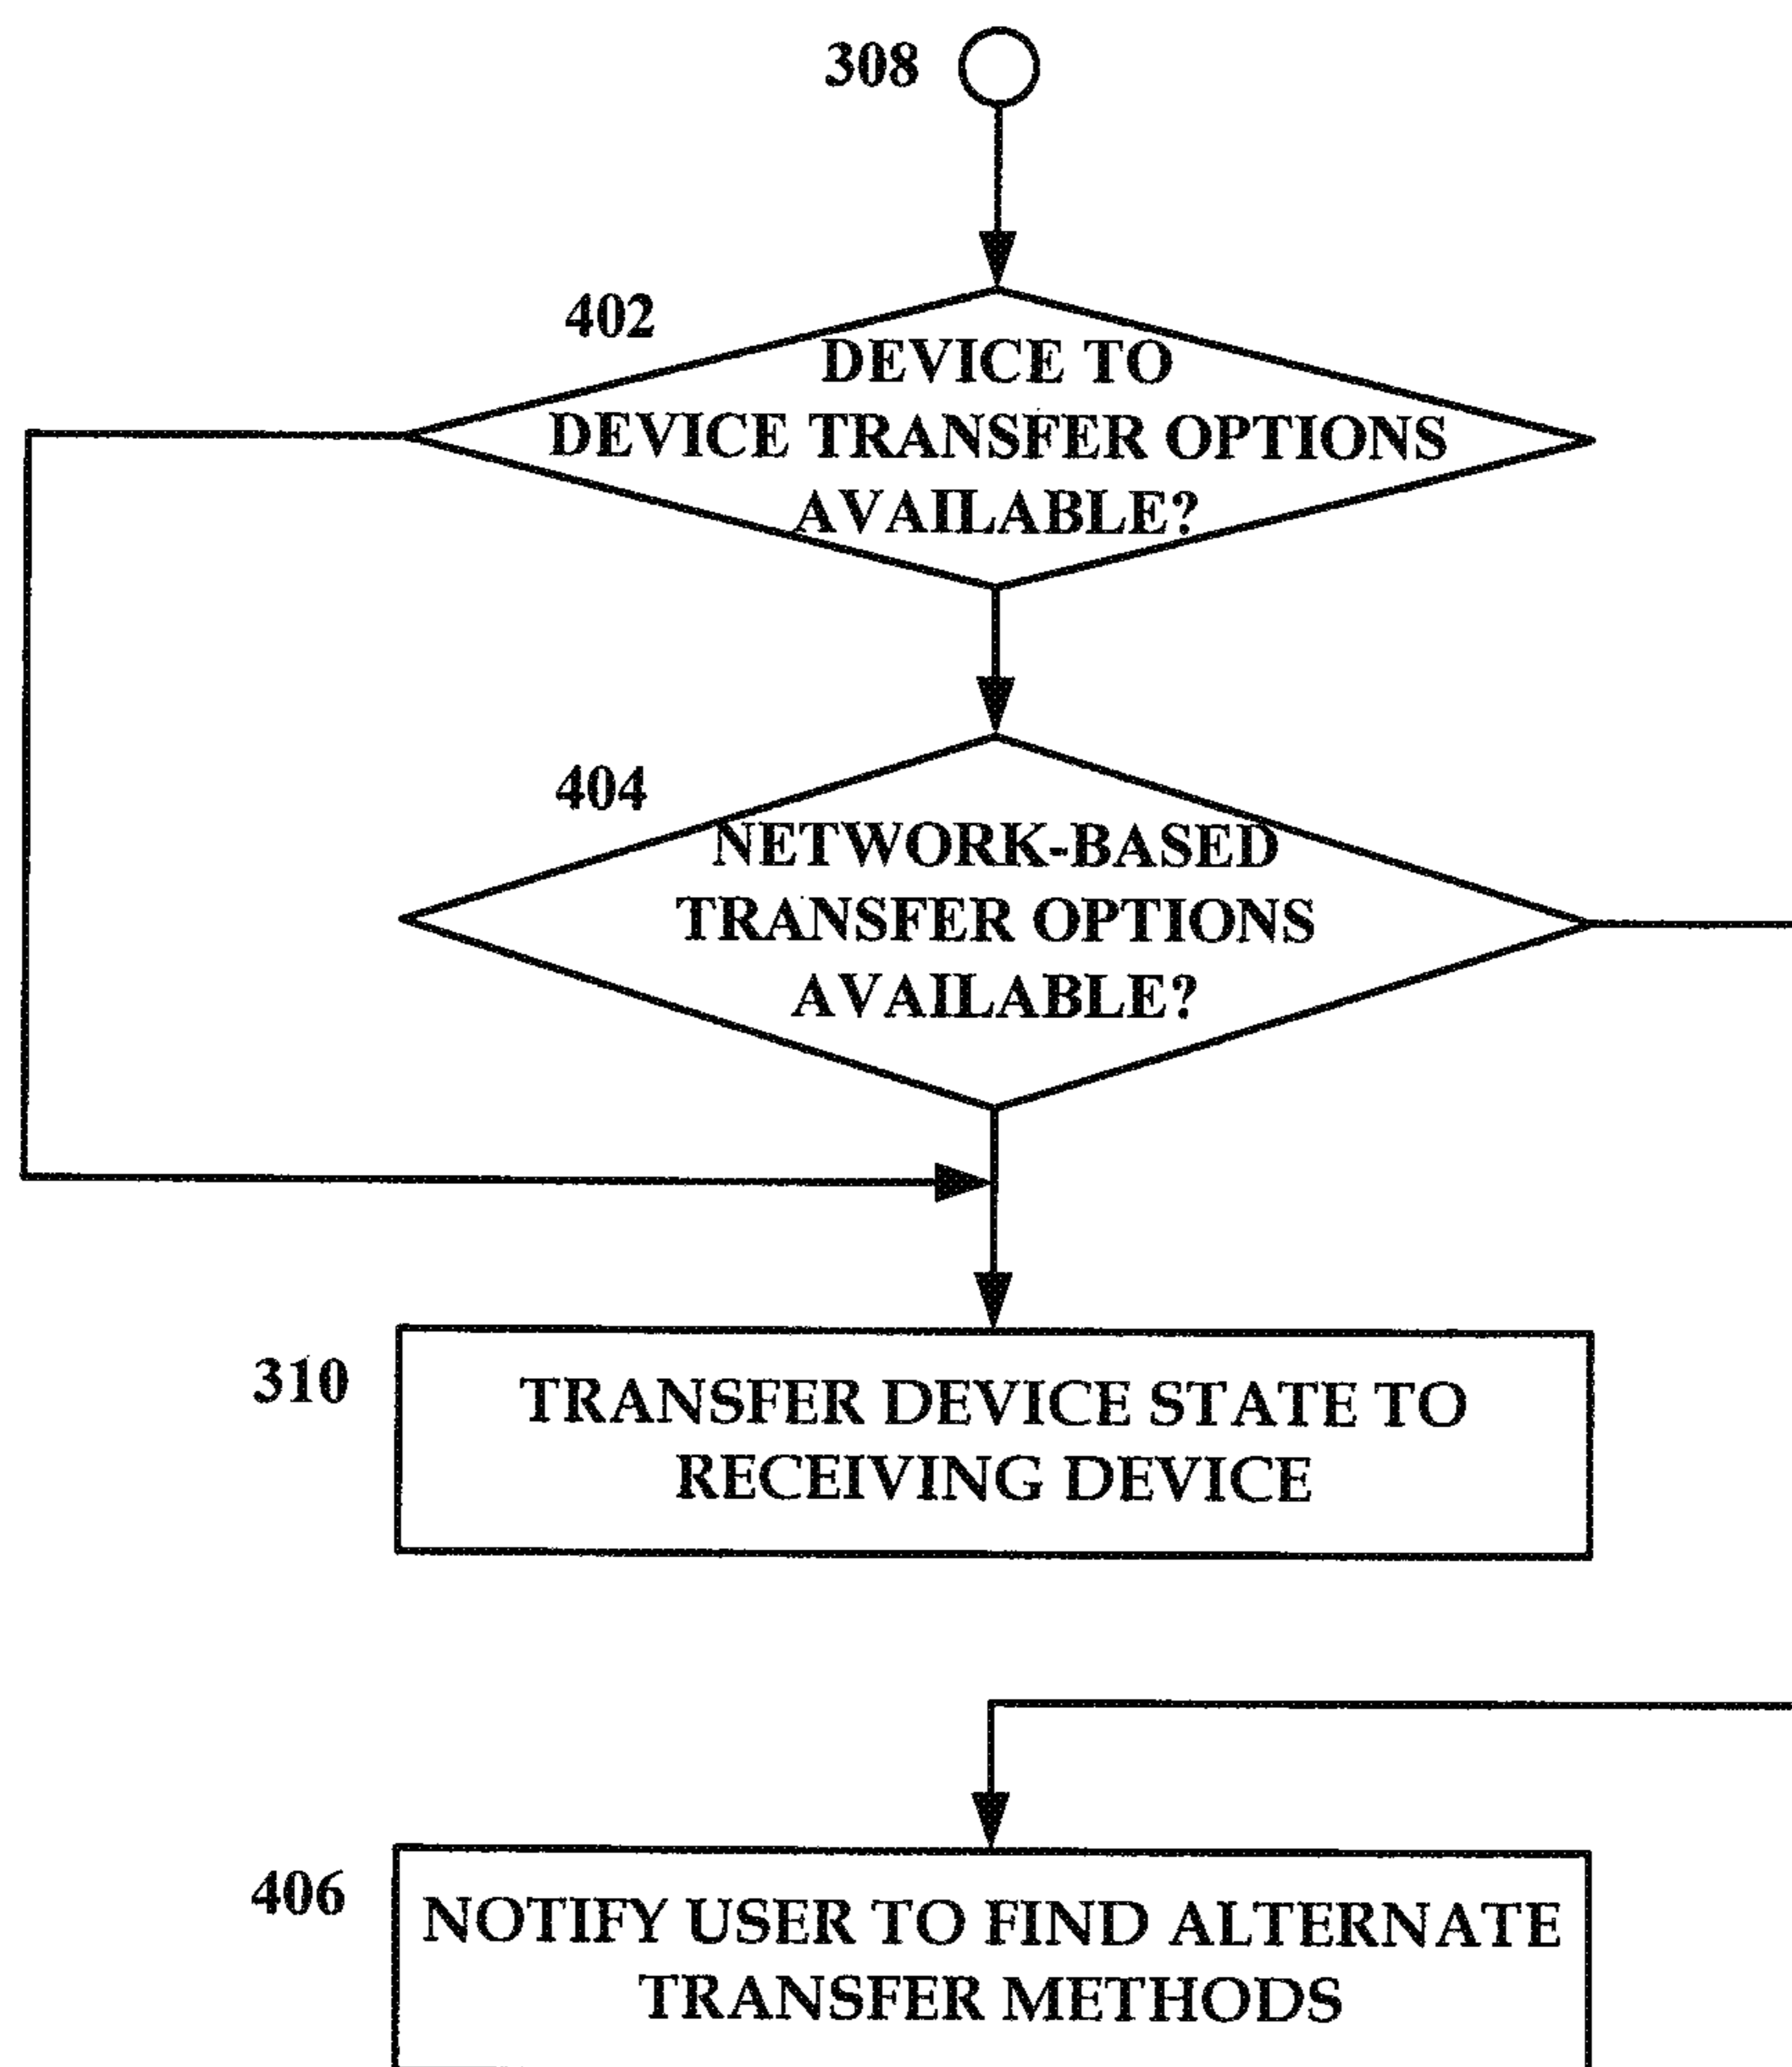 308
402
DEVICE TO
DEVICE TRANSFER OPTIONS
AVAILABLE?
404
NETWORK-BASED
TRANSFER OPTIONS
AVAILABLE?
310
TRANSFER DEVICE STATE TO
RECEIVING DEVICE
406
NOTIFY USER TO FIND ALTERNATE
TRANSFER METHODS